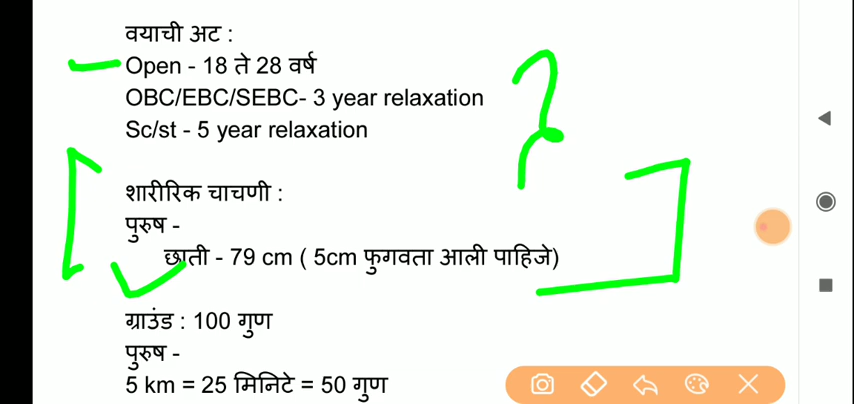 वयाची अट :
Open - 18 ते 28 वर्ष
OBC/EBC/SEBC- 3 year relaxation
Sc/st - 5 year relaxation
शारीरिक चाचणी :
पुरुष -
छाती - 79 cm ( 5cm फुगवता आली पाहिजे)
ग्राउंड : 100 गुण
पुरुष -
5 km = 25 मिनिटे = 50 गुण